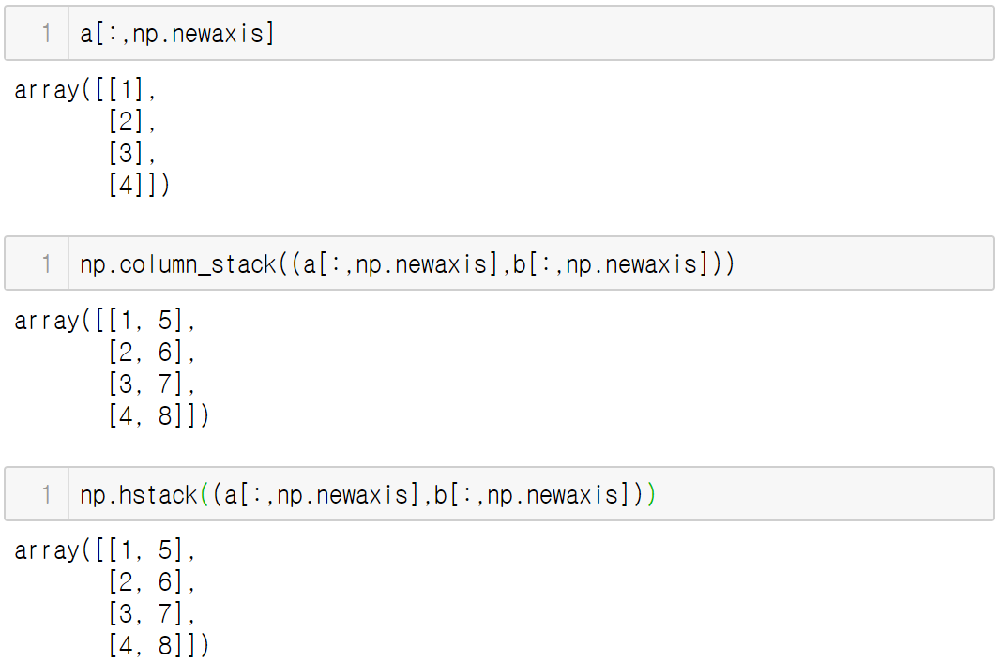 1 a[:,np.newaxis]
array([[1],
       [2],
       [3],
       [4]])
1 np.column_stack((a[:,np.newaxis],b[:,np.newaxis]))
array([[1, 5],
       [2, 6],
       [3, 7],
       [4, 8]])
1 np.hstack((a[:,np.newaxis],b[:,np.newaxis]))
array([[1, 5],
       [2, 6],
       [3, 7],
       [4, 8]])